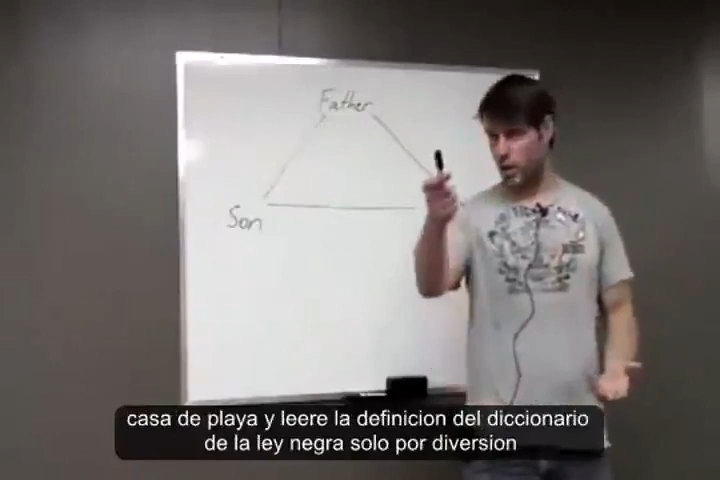 Father
Son
casa de playa y leere la definicion del diccionario
de la ley negra solo por diversion